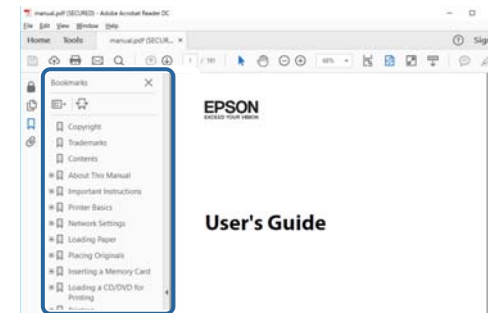 manual.pdf (SECURED) - Adobe Acrobat Reader DC
File Edit View Window Help
Home Tools manual.pdf (SECUR... ×
Sign
Bookmarks
EPSON
EXCEED YOUR VISION
Copyright
Trademarks
Contents
About This Manual
Important Instructions
Printer Basics
Network Settings
User's Guide
Loading Paper
Placing Originals
Inserting a Memory Card
Loading a CD/DVD for
Printing